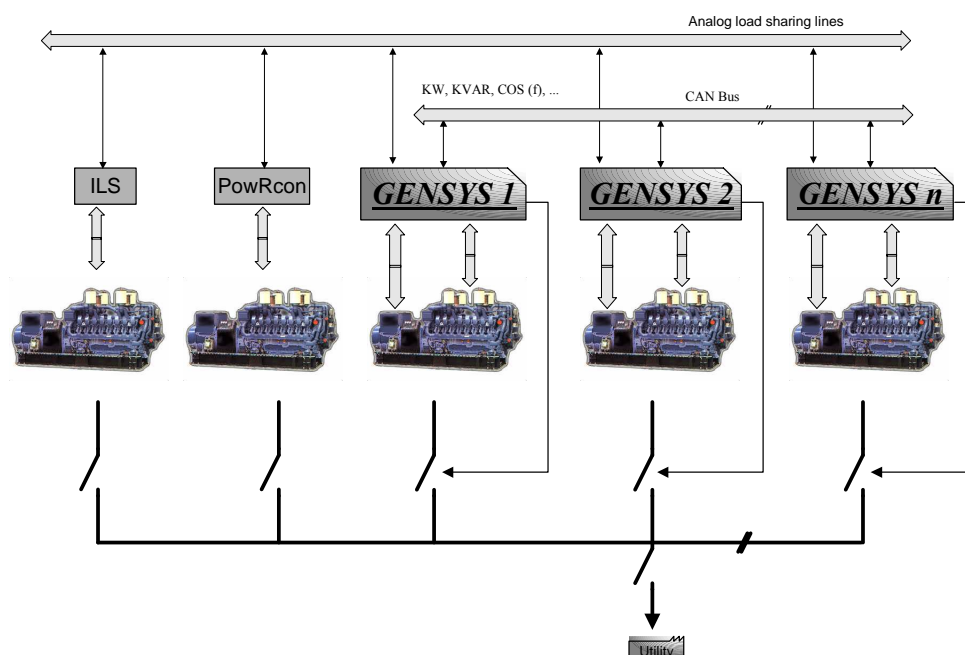 Analog load sharing lines
KW, KVAR, COS (f), ...
CAN Bus
ILS
PowRcon
GENSYS 1
GENSYS 2
GENSYS n
Utility